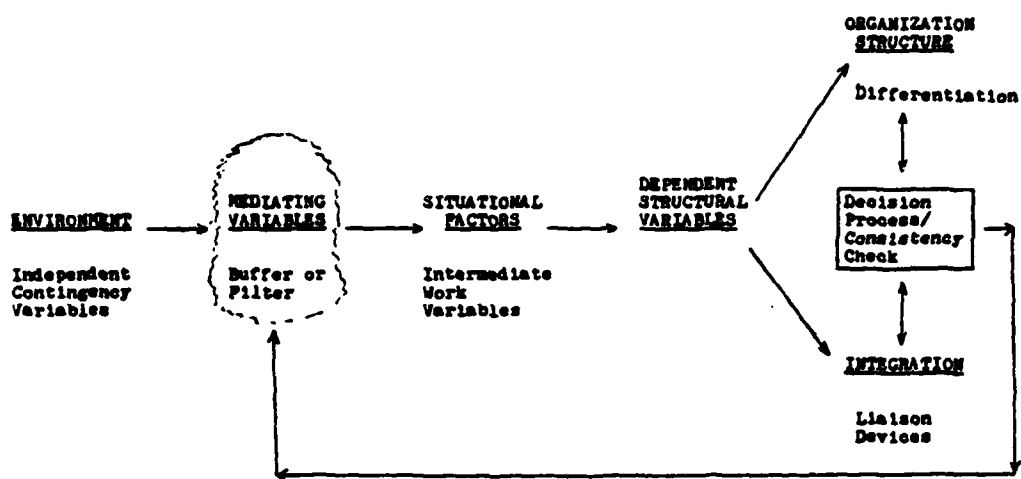 ENVIRONMENT
Independent
Contingency
Variables
MEDIATING
VARIABLES
Buffer or
Filter
SITUATIONAL
FACTORS
Intermediate
Work
Variables
DEPENDENT
STRUCTURAL
VARIABLES
ORGANIZATION
STRUCTURE
Differentiation
Decision
Process/
Consistency
Check
INTEGRATION
Liaison
Devices